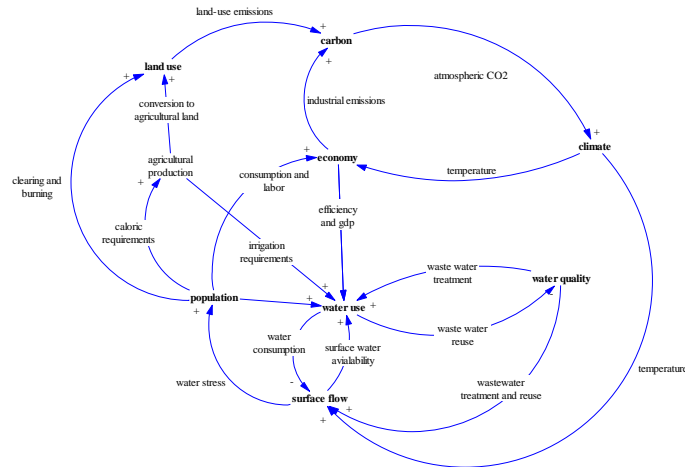 land-use emissions
+
carbon
+
land use
+
+
atmospheric CO2
conversion to
agricultural land
industrial emissions
+
climate
+
economy
agricultural
production
consumption and
labor
temperature
clearing and
burning
+
efficiency
and gdp
caloric
requirements
irrigation
requirements
waste water
treatment
water quality
-
+
population
+
+
water use
+
+
water
consumption
surface water
avialability
waste water
reuse
water stress
-
surface flow
+
+
wastewater
treatment and reuse
temperature